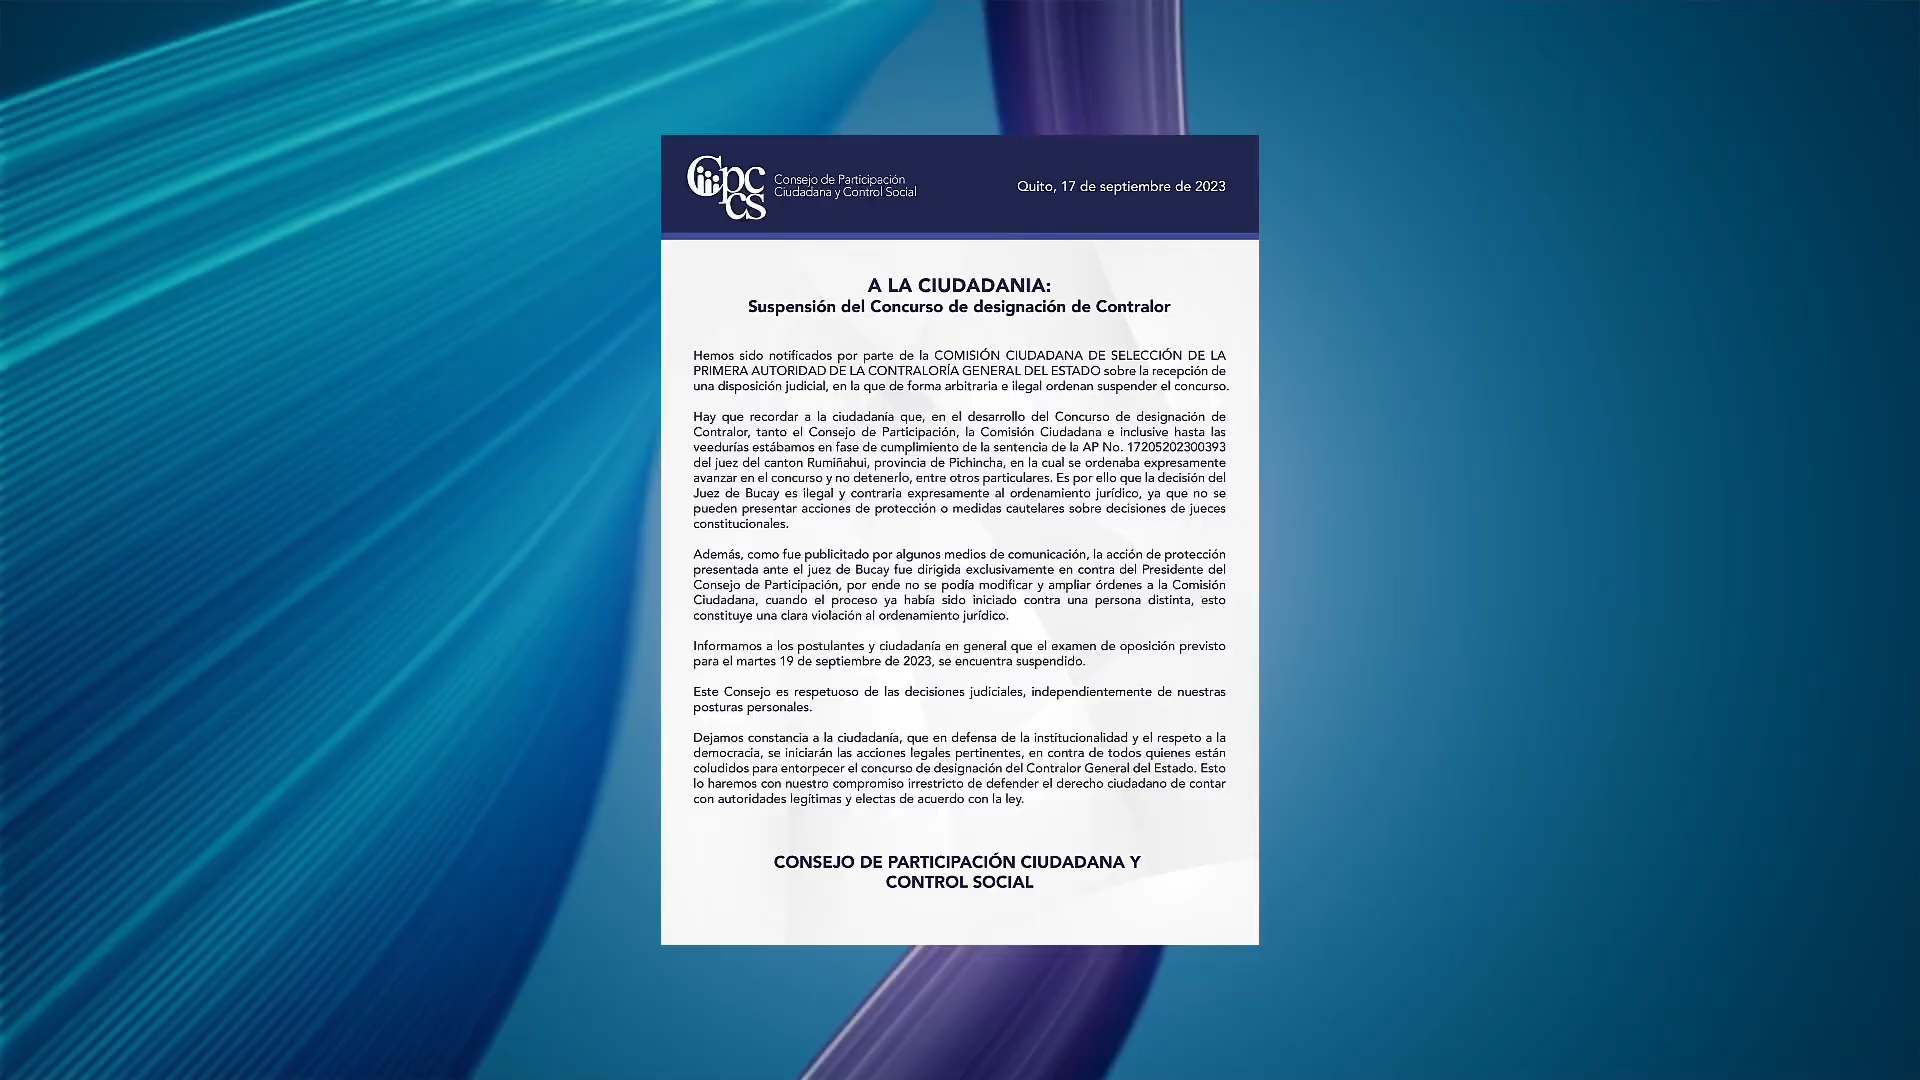 Cpc
cs
Consejo de Participación
Ciudadana y Control Social
Quito, 17 de septiembre de 2023
A LA CIUDADANIA:
Suspensión del Concurso de designación de Contralor
Hemos sido notificados por parte de la COMISIÓN CIUDADANA DE SELECCIÓN DE LA
PRIMERA AUTORIDAD DE LA CONTRALORÍA GENERAL DEL ESTADO sobre la recepción de
una disposición judicial, en la que de forma arbitraria e ilegal ordenan suspender el concurso.
Hay que recordar a la ciudadanía que, en el desarrollo del Concurso de designación de
Contralor, tanto el Consejo de Participación, la Comisión Ciudadana e inclusive hasta las
veedurías estábamos en fase de cumplimiento de la sentencia de la AP No. 17205202300393
del juez del canton Rumiñahui, provincia de Pichincha, en la cual se ordenaba expresamente
avanzar en el concurso y no detenerlo, entre otros particulares. Es por ello que la decisión del
Juez de Bucay es ilegal y contraria expresamente al ordenamiento jurídico, ya que no se
pueden presentar acciones de protección o medidas cautelares sobre decisiones de jueces
constitucionales.
Además, como fue publicitado por algunos medios de comunicación, la acción de protección
presentada ante el juez de Bucay fue dirigida exclusivamente en contra del Presidente del
Consejo de Participación, por ende no se podía modificar y ampliar órdenes a la Comisión
Ciudadana, cuando el proceso ya había sido iniciado contra una persona distinta, esto
constituye una clara violación al ordenamiento jurídico.
Informamos a los postulantes y ciudadanía en general que el examen de oposición previsto
para el martes 19 de septiembre de 2023, se encuentra suspendido.
Este Consejo es respetuoso de las decisiones judiciales, independientemente de nuestras
posturas personales.
Dejamos constancia a la ciudadanía, que en defensa de la institucionalidad y el respeto a la
democracia, se iniciarán las acciones legales pertinentes, en contra de todos quienes están
coludidos para entorpecer el concurso de designación del Contralor General del Estado. Esto
lo haremos con nuestro compromiso irrestricto de defender el derecho ciudadano de contar
con autoridades legítimas y electas de acuerdo con la ley.
CONSEJO DE PARTICIPACIÓN CIUDADANA Y
CONTROL SOCIAL